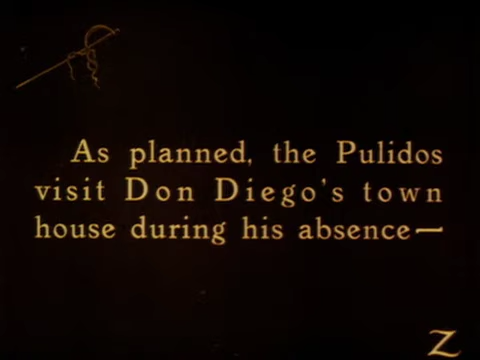 As planned, the Pulidos
visit Don Diego's town
house during his absence—
Z